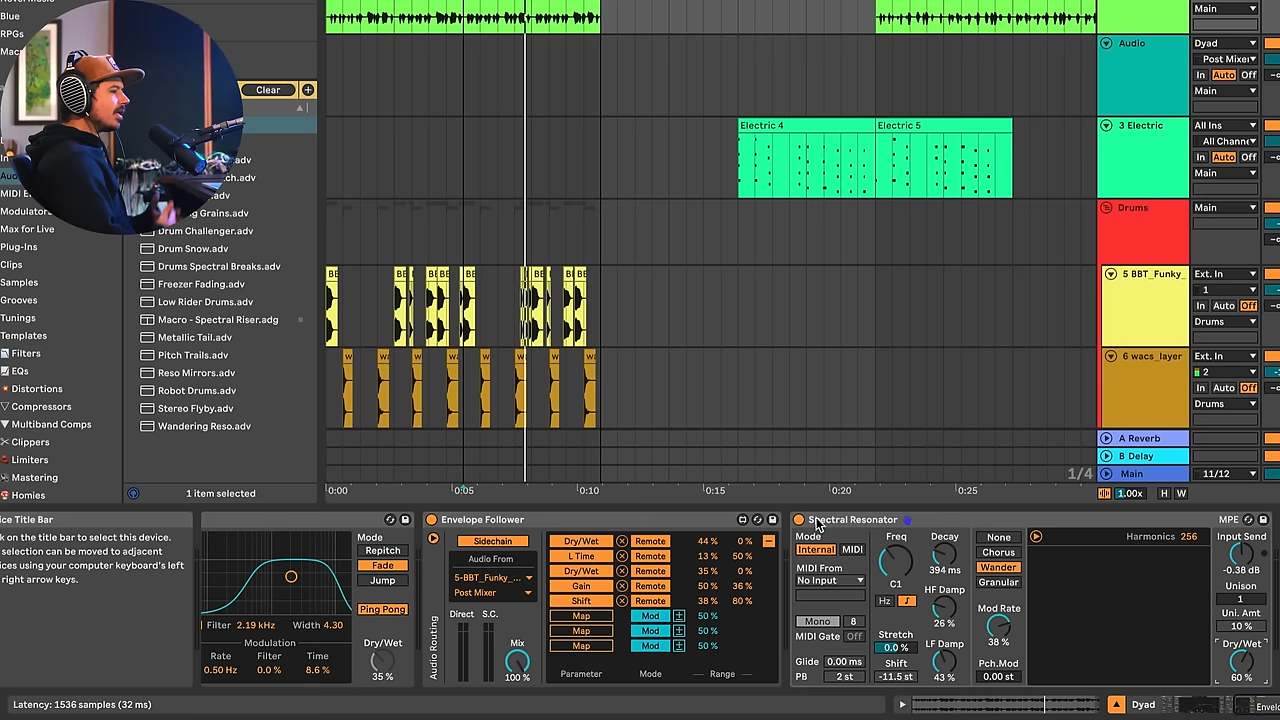 Blue
RPGs
Clear
Clips
Plug-Ins
Max for Live
Samples
Grooves
Tunings
Templates
Filters
EQs
Distortions
Compressors
Multiband Comps
Clippers
Limiters
Mastering
Homies
.adv
ch.adv
.adv
Grains.adv
Drum Challenger.adv
Drum Snow.adv
Drums Spectral Breaks.adv
Freezer Fading.adv
Low Rider Drums.adv
Macro - Spectral Riser.adg
Metallic Tail.adv
Pitch Trails.adv
Reso Mirrors.adv
Robot Drums.adv
Stereo Flyby.adv
Wandering Reso.adv
1 item selected
Electric 4
Electric 5
0:00
0:05
0:10
0:15
0:20
0:25
1/4
Audio
3 Electric
Drums
5 BBT_Funky_
6 wacs_layer
A Reverb
B Delay
Main
Main
Dyad
Post Mixer
In Auto Off
Main
All Ins
All Channe
In Auto Off
Main
Main
Ext. In
1
In Auto Off
Drums
Ext. In
2
In Auto Off
Drums
11/12
1.00x
H W
ice Title Bar
k on the title bar to select this device.
selection can be moved to adjacent
ices using your computer keyboard's left
right arrow keys.
Mode
Repitch
Fade
Jump
Ping Pong
Filter 2.19 kHz Width 4.30
Modulation
Rate Filter Time
0.50 Hz 0.0 % 8.6 %
Dry/Wet
35 %
Envelope Follower
Sidechain
Audio From
5-BBT_Funky_...
Post Mixer
Direct S.C.
Mix
100 %
Audio Routing
Dry/Wet Remote 44 % 0 %
L Time Remote 13 % 50 %
Dry/Wet Remote 35 % 0 %
Gain Remote 50 % 36 %
Shift Remote 38 % 80 %
Map Mod 50 %
Map Mod 50 %
Map Mod 50 %
Parameter Mode Range
Spectral Resonator
MPE
Mode
Internal MIDI
MIDI From
No Input
Mono 8
MIDI Gate Off
Glide 0.00 ms
PB 2 st
Freq
C1
Hz
Stretch
0.0 %
Shift
-11.5 st
Decay
394 ms
HF Damp
26 %
LF Damp
43 %
None
Chorus
Wander
Granular
Mod Rate
38 %
Pch.Mod
0.00 st
Harmonics 256
Input Send
-0.38 dB
Unison
1
Uni. Amt
10 %
Dry/Wet
60 %
Latency: 1536 samples (32 ms)
Dyad
Envelo